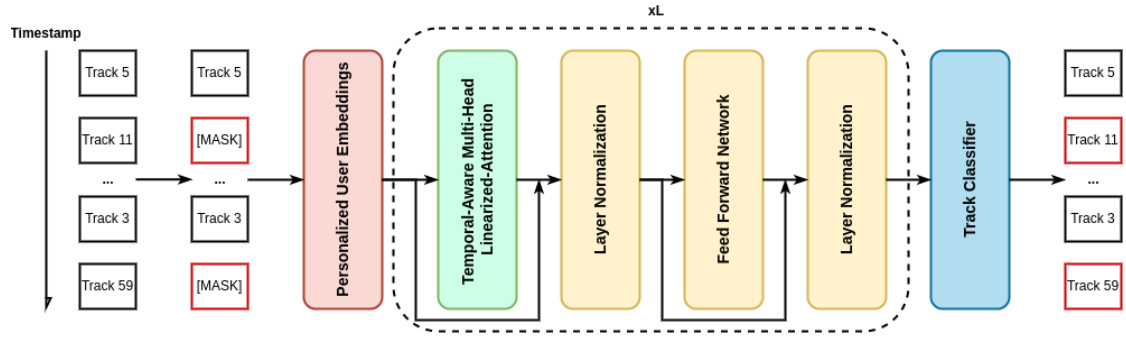 xL
Timestamp
Track 5
Track 11
...
Track 3
Track 59
Track 5
[MASK]
...
Track 3
[MASK]
Personalized User Embeddings
Temporal-Aware Multi-Head
Linearized-Attention
Layer Normalization
Feed Forward Network
Layer Normalization
Track Classifier
Track 5
Track 11
...
Track 3
Track 59